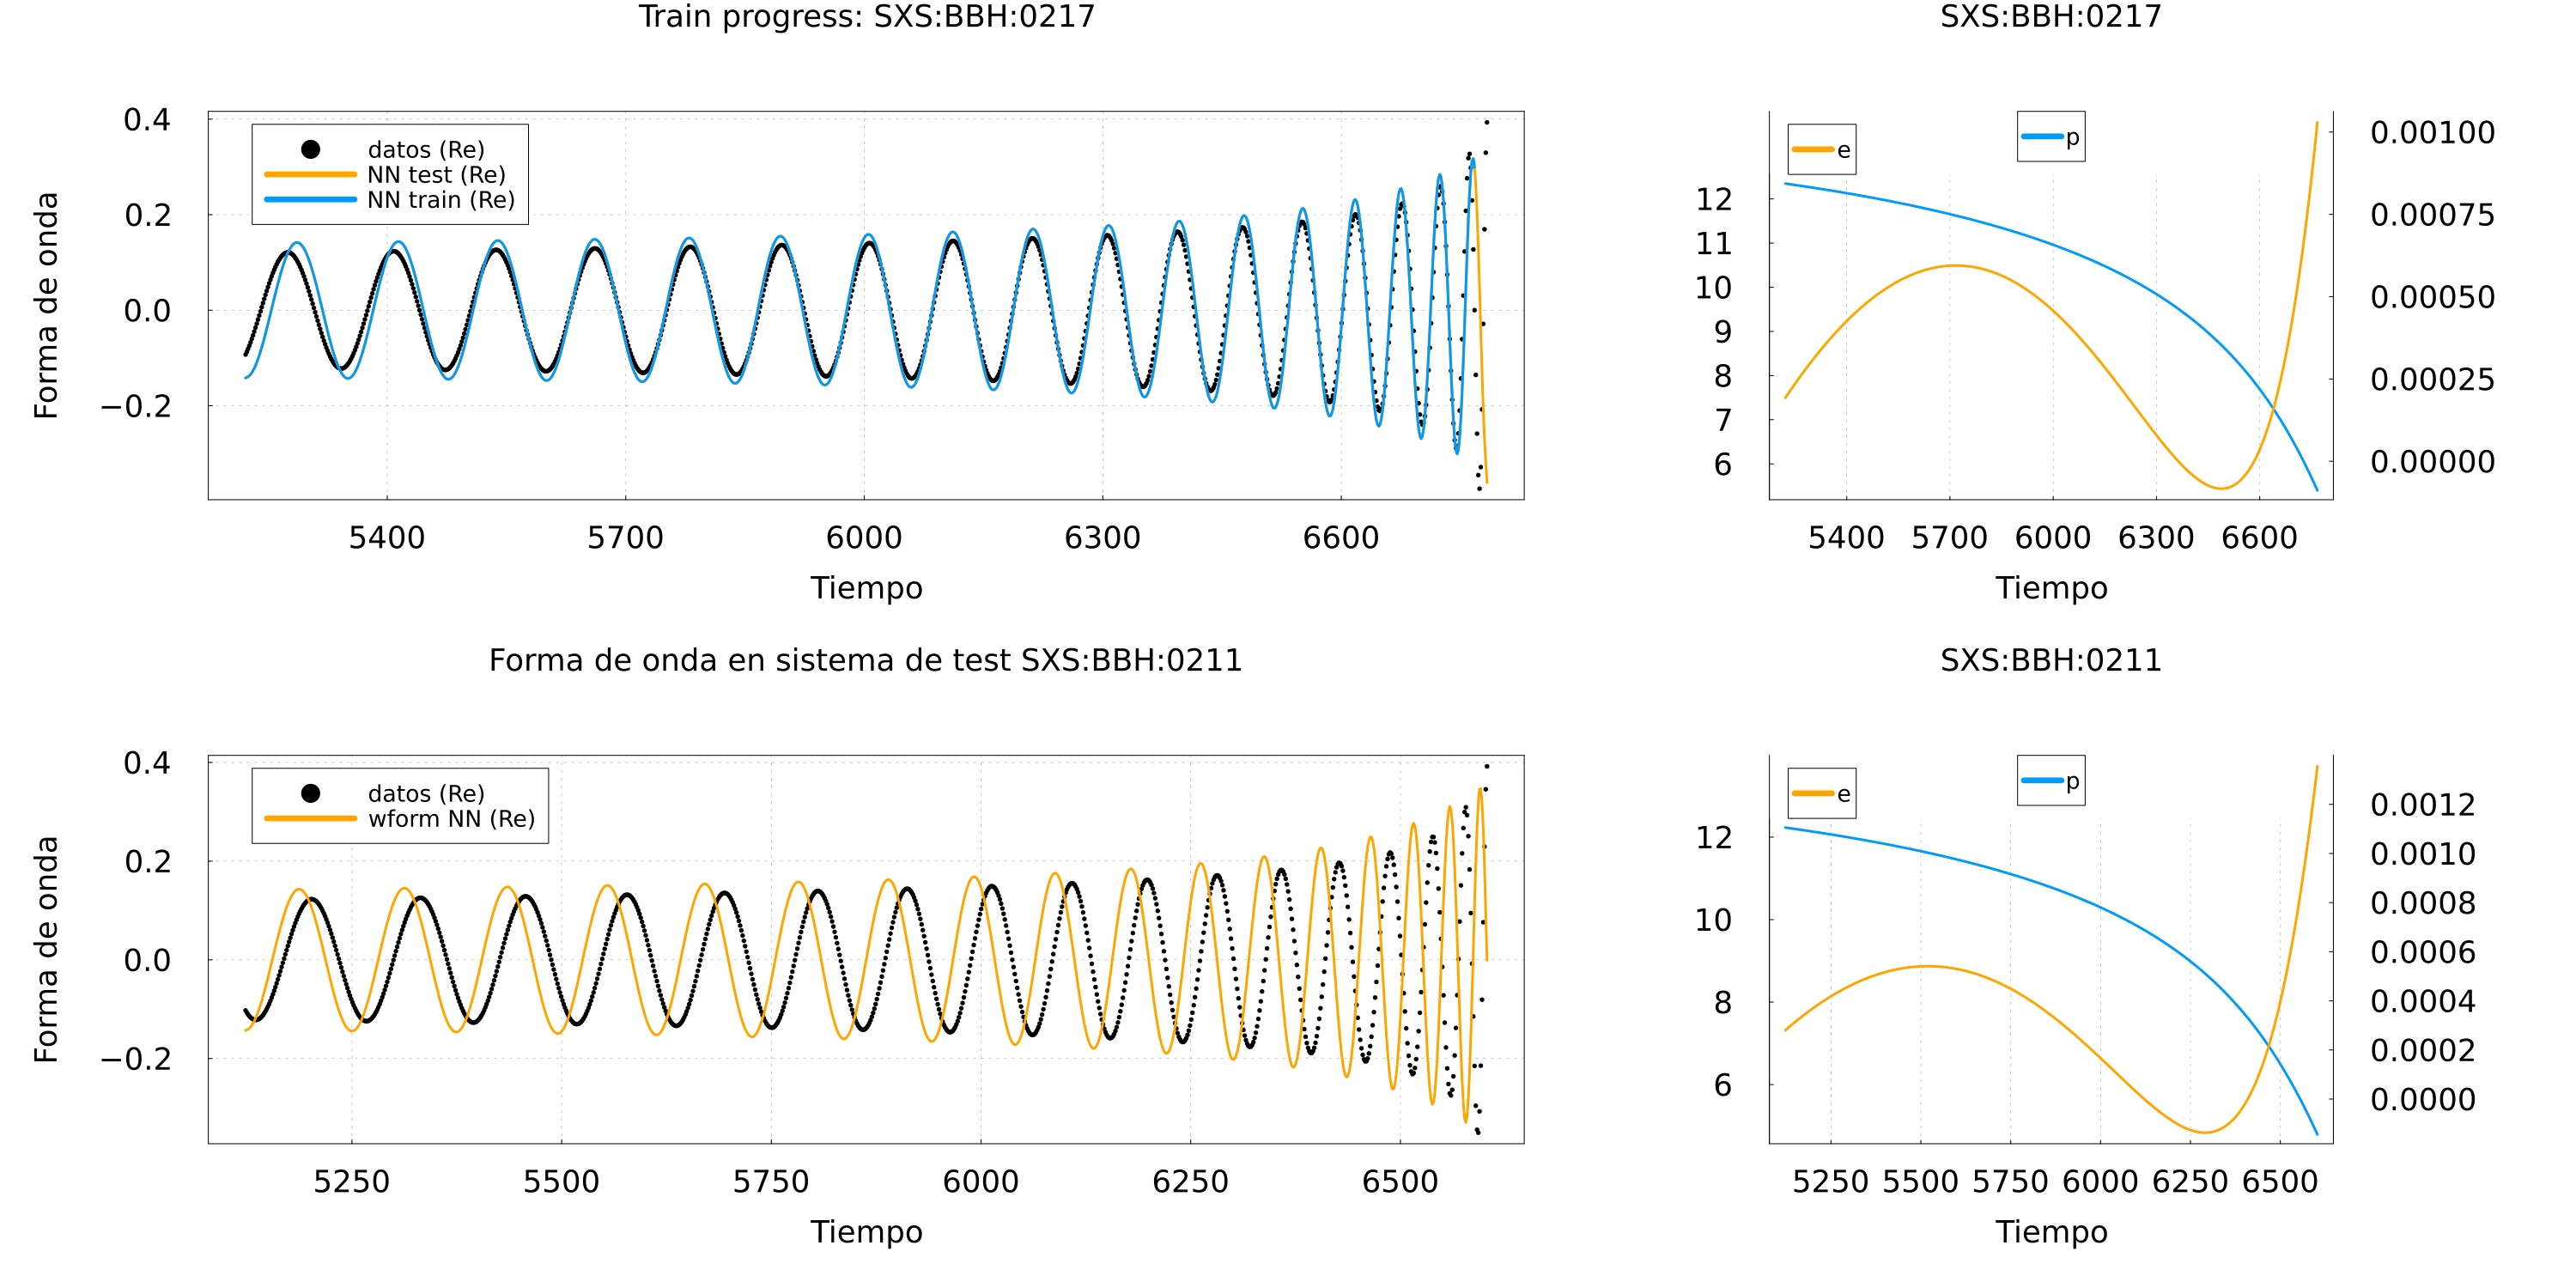 Train progress: SXS:BBH:0217
0.4
0.2
0.0
−0.2
Forma de onda
datos (Re)
NN test (Re)
NN train (Re)
5400 5700 6000 6300 6600
Tiempo
SXS:BBH:0217
e
p
12
11
10
9
8
7
6
0.00100
0.00075
0.00050
0.00025
0.00000
5400 5700 6000 6300 6600
Tiempo
Forma de onda en sistema de test SXS:BBH:0211
0.4
0.2
0.0
−0.2
Forma de onda
datos (Re)
wform NN (Re)
5250 5500 5750 6000 6250 6500
Tiempo
SXS:BBH:0211
e
p
12
10
8
6
0.0012
0.0010
0.0008
0.0006
0.0004
0.0002
0.0000
5250 5500 5750 6000 6250 6500
Tiempo